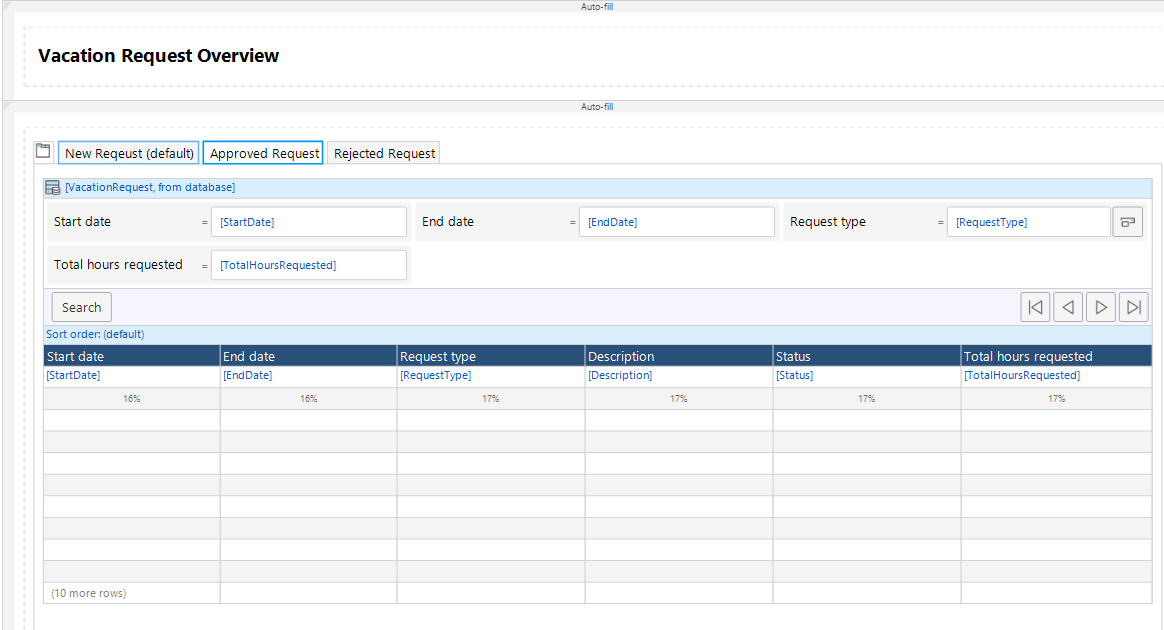 Auto-fill
Vacation Request Overview
Auto-fill
New Reqeust (default) Approved Request Rejected Request
[VacationRequest, from database]
Start date = [StartDate] End date = [EndDate] Request type = [RequestType]
Total hours requested = [TotalHoursRequested]
Search
Sort order: (default)
Start date End date Request type Description Status Total hours requested
[StartDate] [EndDate] [RequestType] [Description] [Status] [TotalHoursRequested]
16% 16% 17% 17% 17% 17%
(10 more rows)